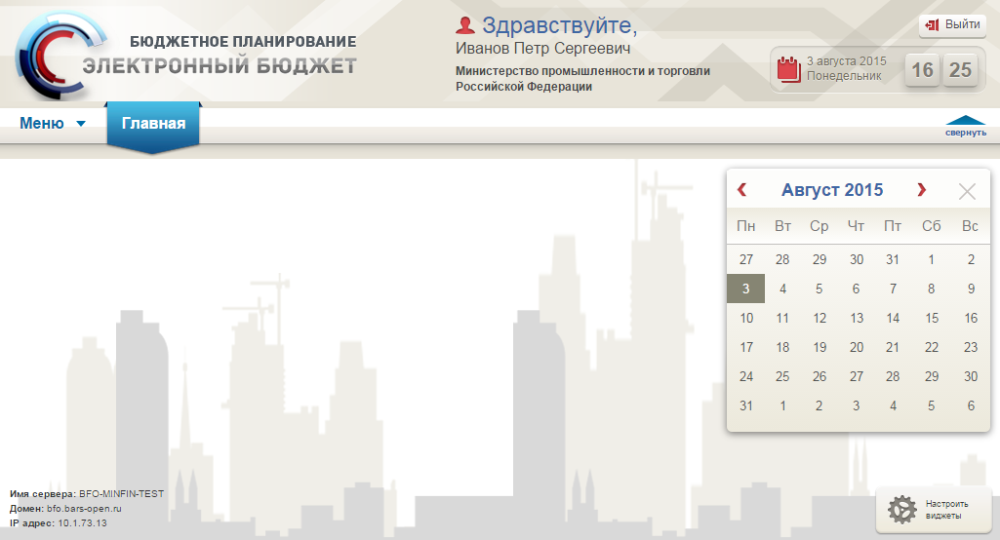 БЮДЖЕТНОЕ ПЛАНИРОВАНИЕ
ЭЛЕКТРОННЫЙ БЮДЖЕТ
Здравствуйте,
Иванов Петр Сергеевич
Министерство промышленности и торговли
Российской Федерации
Выйти
3 августа 2015
Понедельник
16 25
Меню
Главная
свернуть
Август 2015
Пн Вт Ср Чт Пт Сб Вс
27 28 29 30 31 1 2
3 4 5 6 7 8 9
10 11 12 13 14 15 16
17 18 19 20 21 22 23
24 25 26 27 28 29 30
31 1 2 3 4 5 6
Имя сервера: BFO-MINFIN-TEST
Домен: bfo.bars-open.ru
IP адрес: 10.1.73.13
Настроить
виджеты